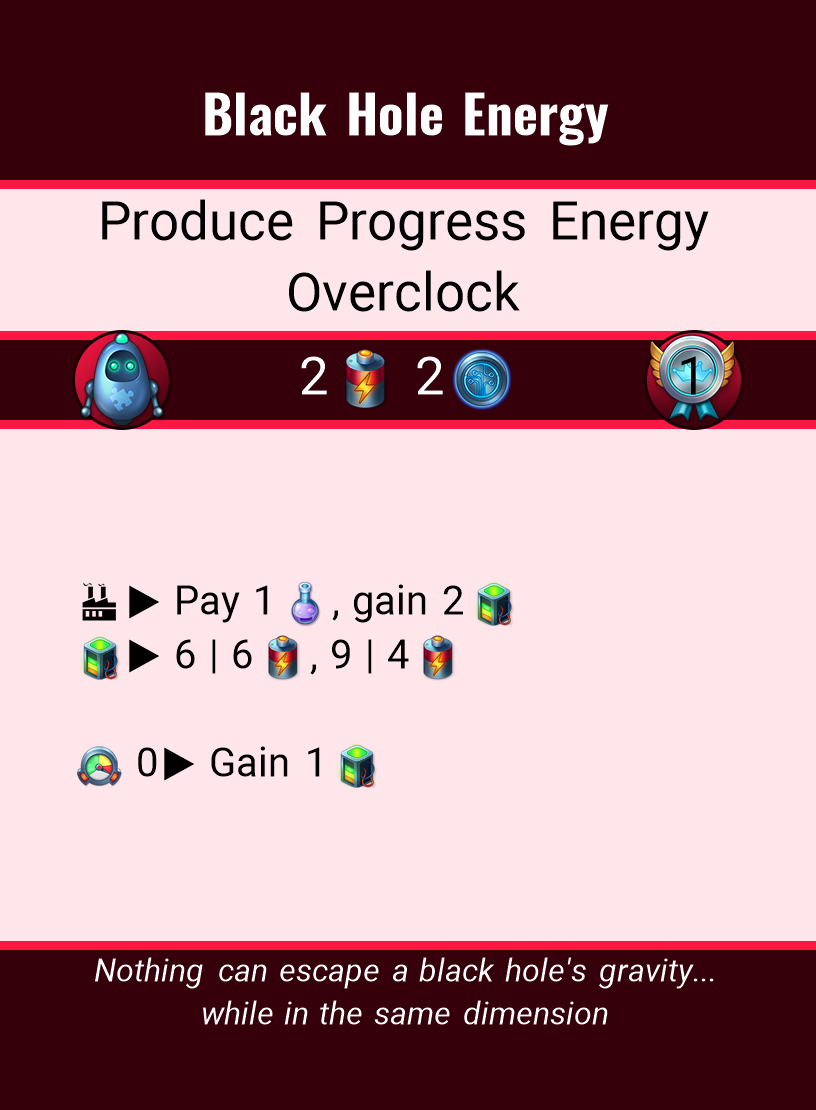 Black Hole Energy
Produce Progress Energy
Overclock
2 2 1
▶ Pay 1 , gain 2
▶ 6 | 6 , 9 | 4
0▶ Gain 1
Nothing can escape a black hole's gravity...
while in the same dimension